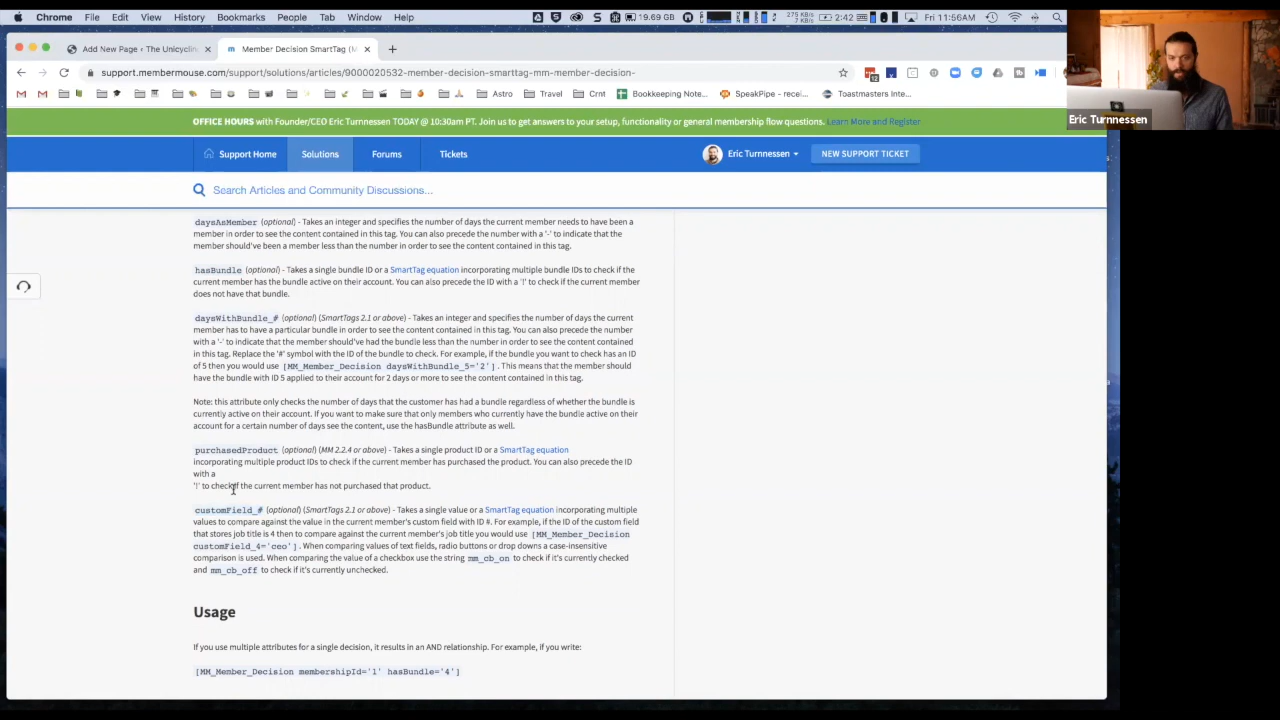 Chrome File Edit View History Bookmarks People Tab Window Help
19.69 GB
2:42
Fri 11:56AM
Add New Page ‹ The Unicyclin
Member Decision SmartTag (M
support.membermouse.com/support/solutions/articles/9000020532-member-decision-smarttag-mm-member-decision-
Astro Travel Crnt Bookkeeping Note... SpeakPipe - recei... Toastmasters Inte...
Eric Turnnessen
OFFICE HOURS with Founder/CEO Eric Turnnessen TODAY @ 10:30am PT. Join us to get answers to your setup, functionality or general membership flow questions. Learn More and Register
Support Home Solutions Forums Tickets Eric Turnnessen NEW SUPPORT TICKET
Search Articles and Community Discussions...
daysAsMember (optional) - Takes an integer and specifies the number of days the current member needs to have been a
member in order to see the content contained in this tag. You can also precede the number with a '-' to indicate that the
member should've been a member less than the number in order to see the content contained in this tag.
hasBundle (optional) - Takes a single bundle ID or a SmartTag equation incorporating multiple bundle IDs to check if the
current member has the bundle active on their account. You can also precede the ID with a '!' to check if the current member
does not have that bundle.
daysWithBundle_# (optional) (SmartTags 2.1 or above) - Takes an integer and specifies the number of days the current
member has to have a particular bundle in order to see the content contained in this tag. You can also precede the number
with a '-' to indicate that the member should've had the bundle less than the number in order to see the content contained
in this tag. Replace the '#' symbol with the ID of the bundle to check. For example, if the bundle you want to check has an ID
of 5 then you would use [MM_Member_Decision daysWithBundle_5='2']. This means that the member should
have the bundle with ID 5 applied to their account for 2 days or more to see the content contained in this tag.
Note: this attribute only checks the number of days that the customer has had a bundle regardless of whether the bundle is
currently active on their account. If you want to make sure that only members who currently have the bundle active on their
account for a certain number of days see the content, use the hasBundle attribute as well.
purchasedProduct (optional) (MM 2.2.4 or above) - Takes a single product ID or a SmartTag equation
incorporating multiple product IDs to check if the current member has purchased the product. You can also precede the ID
with a
'!' to check if the current member has not purchased that product.
customField_# (optional) (SmartTags 2.1 or above) - Takes a single value or a SmartTag equation incorporating multiple
values to compare against the value in the current member's custom field with ID #. For example, if the ID of the custom field
that stores job title is 4 then to compare against the current member's job title you would use [MM_Member_Decision
customField_4='ceo']. When comparing values of text fields, radio buttons or drop downs a case-insensitive
comparison is used. When comparing the value of a checkbox use the string mm_cb_on to check if it's currently checked
and mm_cb_off to check if it's currently unchecked.
Usage
If you use multiple attributes for a single decision, it results in an AND relationship. For example, if you write:
[MM_Member_Decision membershipId='1' hasBundle='4']